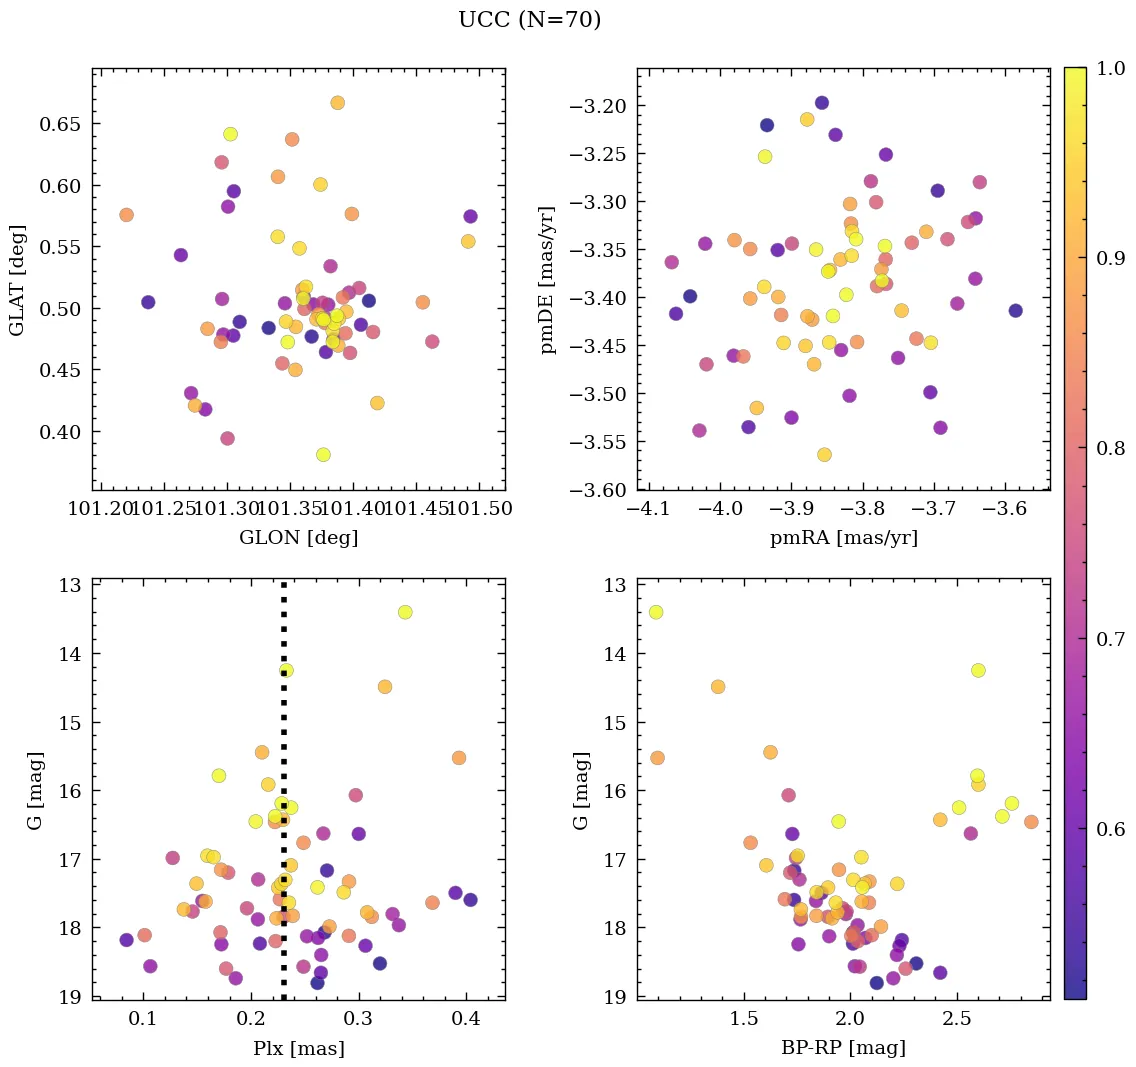 UCC (N=70)
0.65
0.60
0.55
0.50
0.45
0.40
GLAT [deg]
101.20 101.25 101.30 101.35 101.40 101.45 101.50
GLON [deg]
−3.20
−3.25
−3.30
−3.35
−3.40
−3.45
−3.50
−3.55
−3.60
pmDE [mas/yr]
−4.1 −4.0 −3.9 −3.8 −3.7 −3.6
pmRA [mas/yr]
1.0
0.9
0.8
0.7
0.6
13
14
15
16
17
18
19
G [mag]
0.1 0.2 0.3 0.4
Plx [mas]
13
14
15
16
17
18
19
G [mag]
1.5 2.0 2.5
BP-RP [mag]